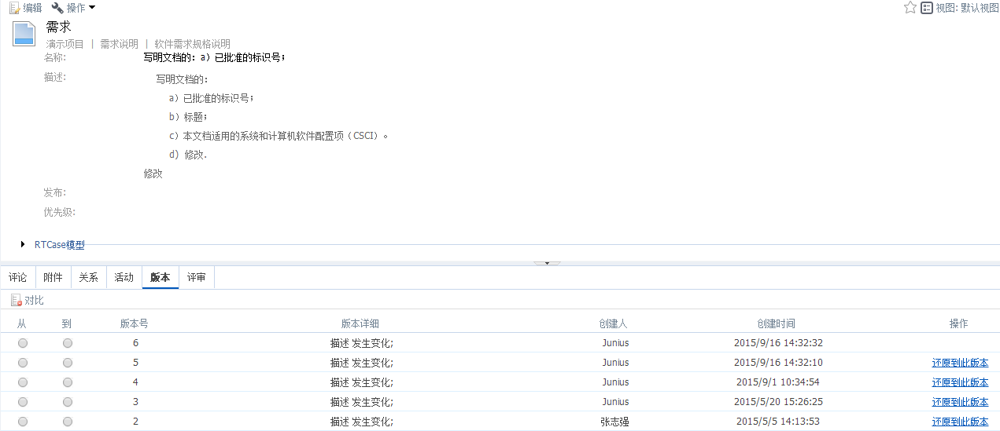 编辑 操作 视图: 默认视图
需求
演示项目 | 需求说明 | 软件需求规格说明
名称: 写明文档的：a）已批准的标识号；
描述: 写明文档的：
a）已批准的标识号；
b）标题；
c）本文档适用的系统和计算机软件配置项（CSCI）。
d）修改.
修改
发布:
优先级:
RTCase模型
评论 附件 关系 活动 版本 评审
对比
从 到 版本号 版本详细 创建人 创建时间 操作
6 描述 发生变化; Junius 2015/9/16 14:32:32
5 描述 发生变化; Junius 2015/9/16 14:32:10 还原到此版本
4 描述 发生变化; Junius 2015/9/1 10:34:54 还原到此版本
3 描述 发生变化; Junius 2015/5/20 15:26:25 还原到此版本
2 描述 发生变化; 张志强 2015/5/5 14:13:53 还原到此版本